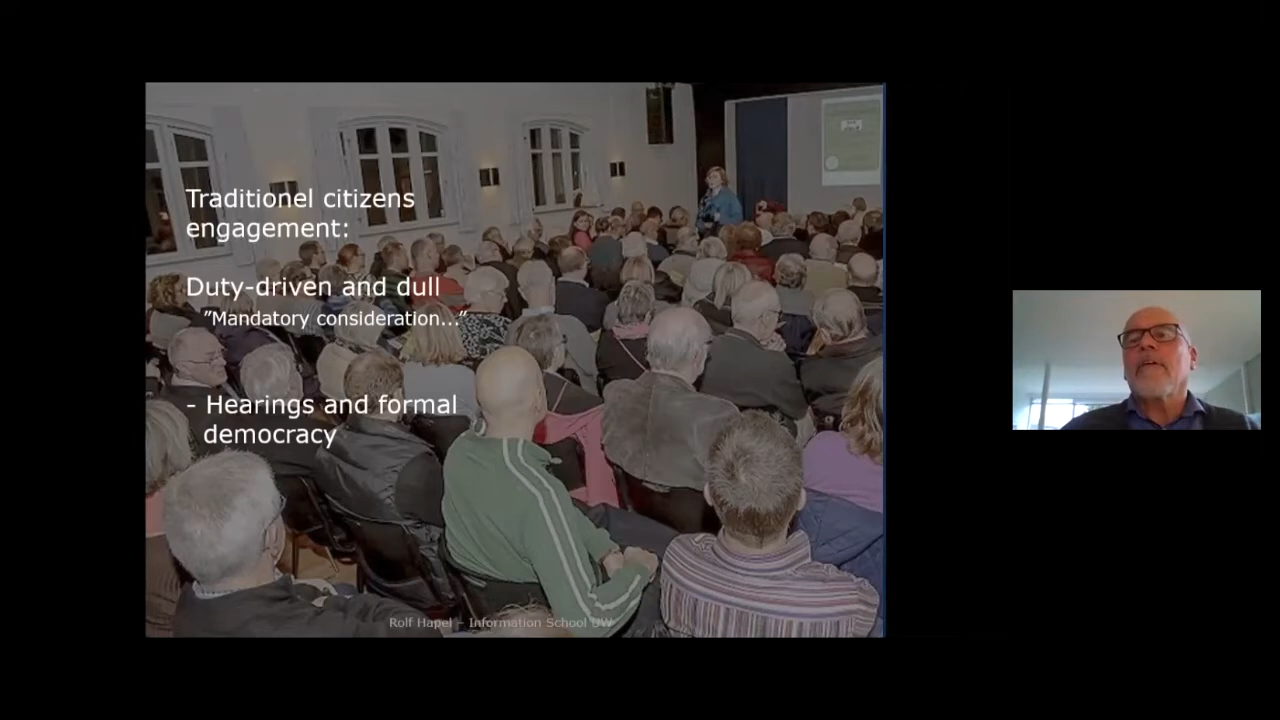 Traditionel citizens
engagement:
Duty-driven and dull
”Mandatory consideration...”
- Hearings and formal
democracy
Rolf Hapel – Information School UW